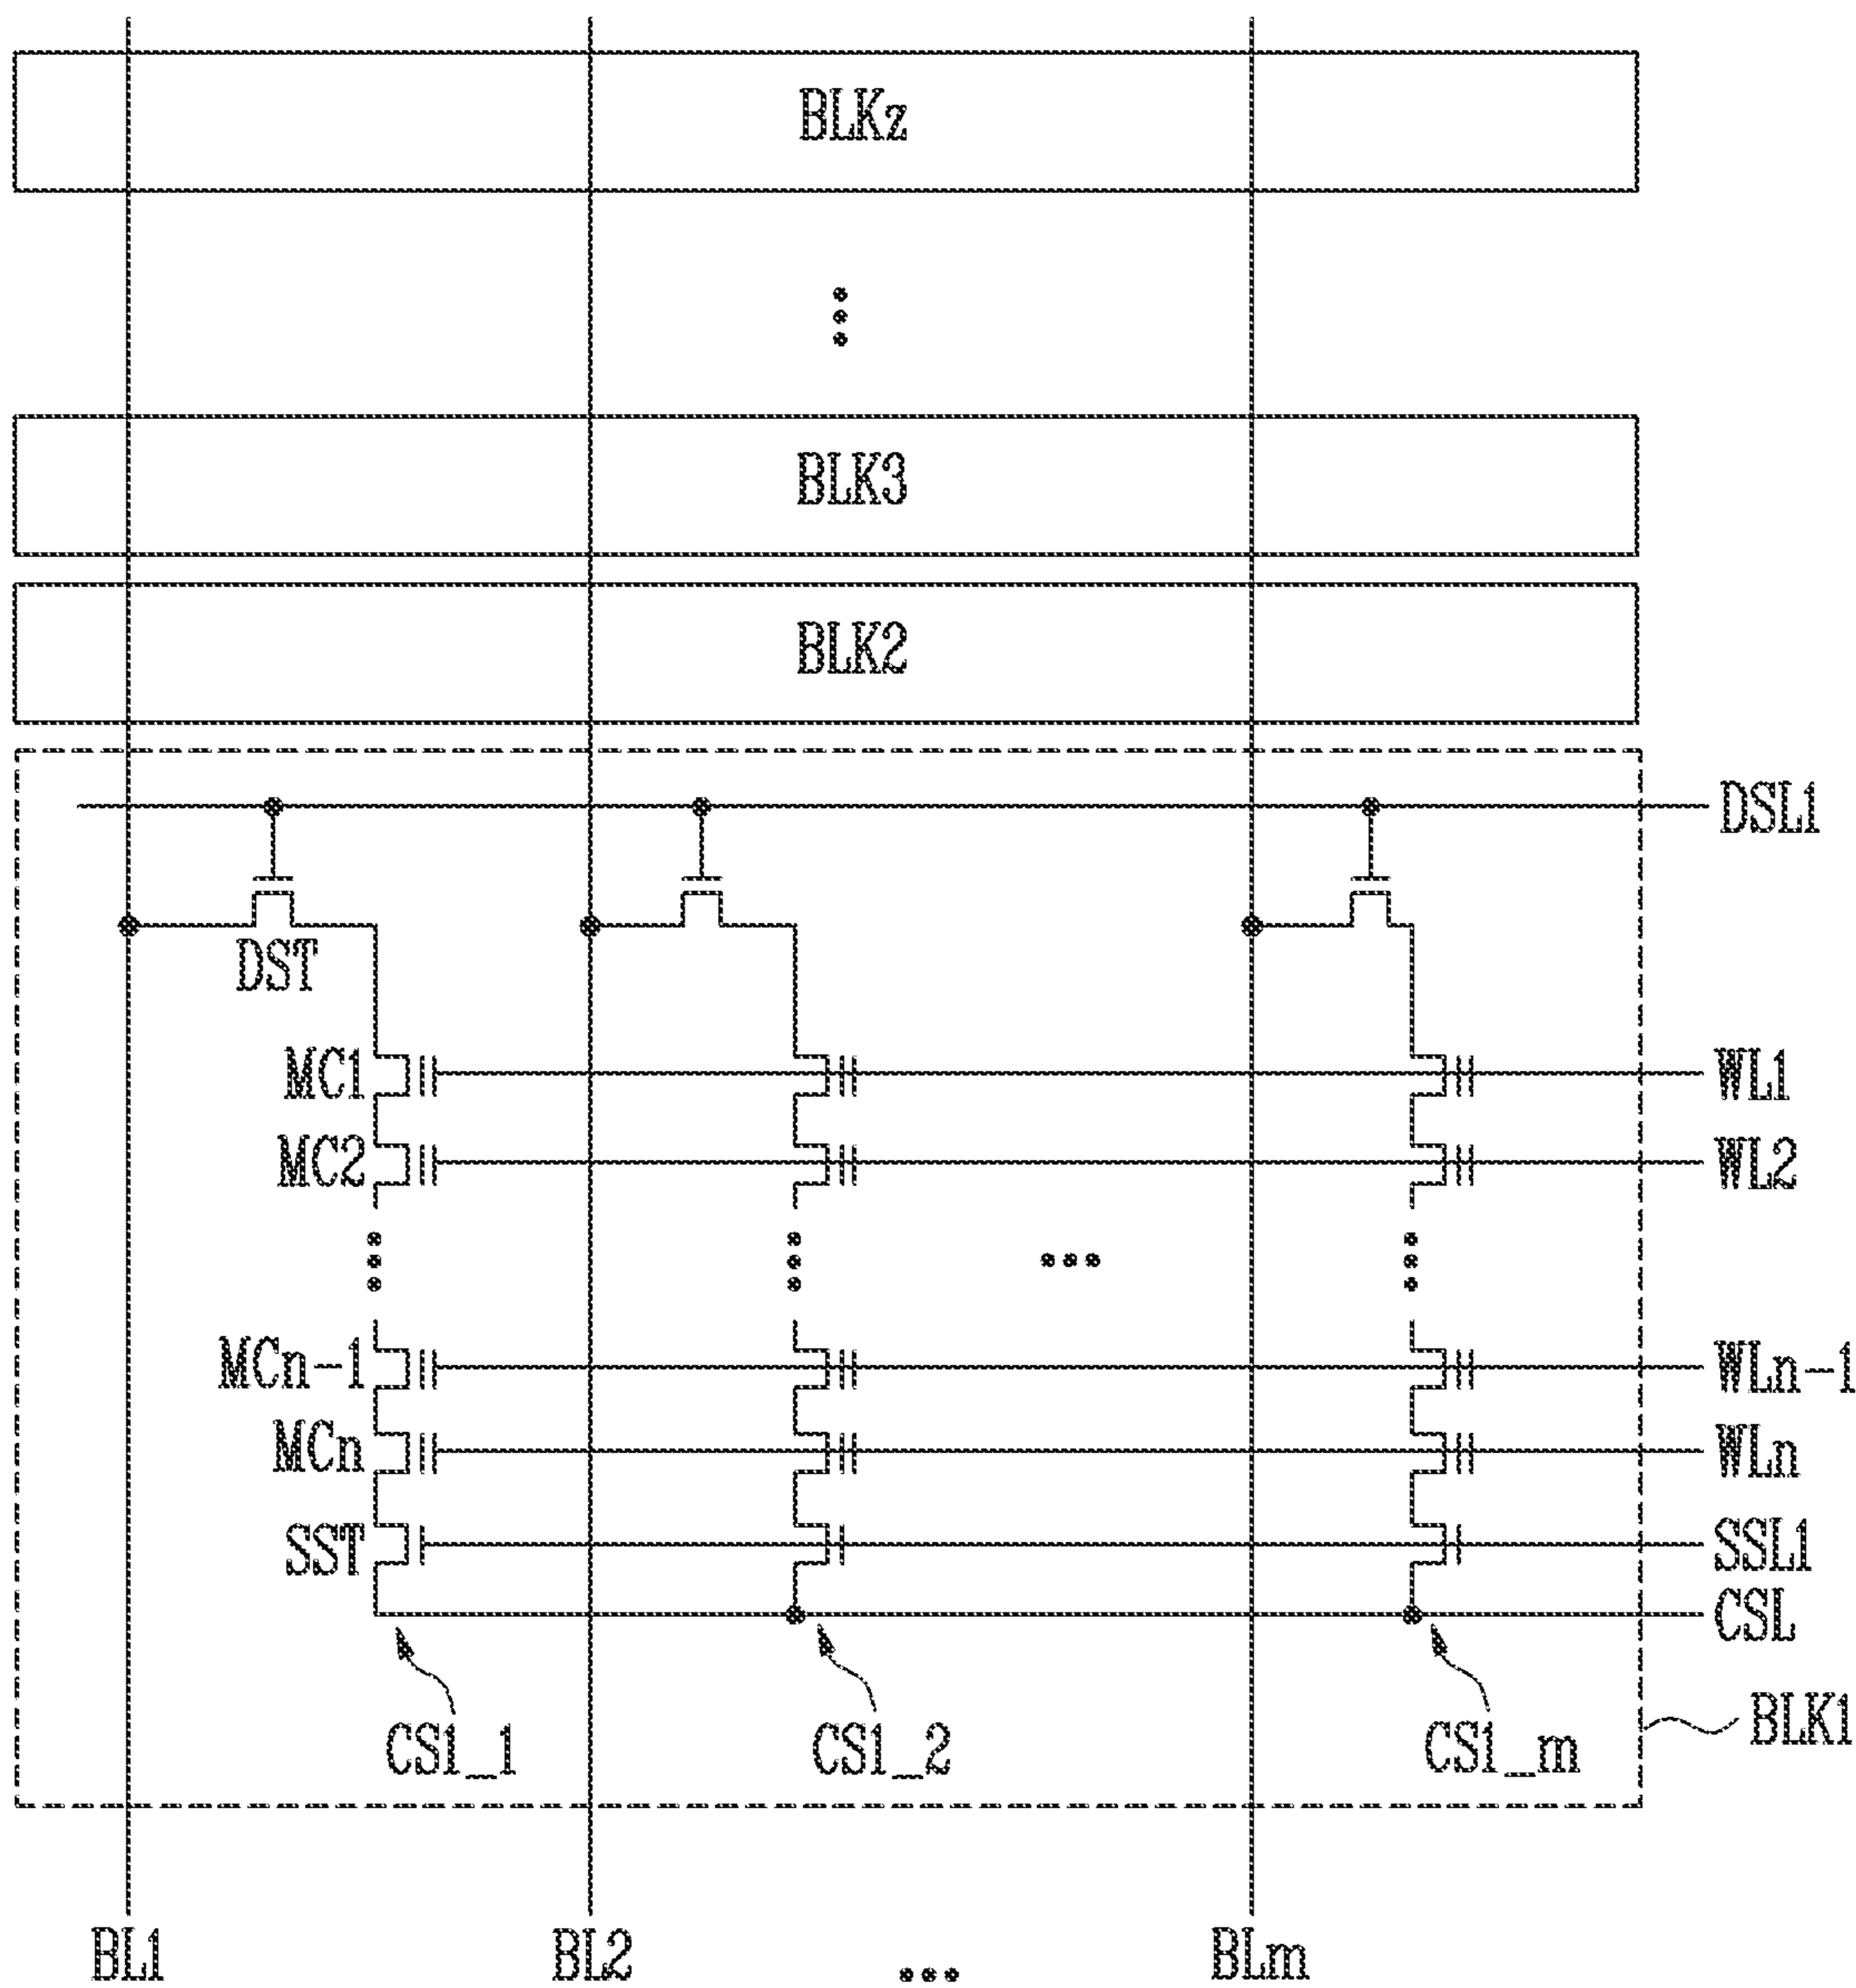 BLKz
BLK3
BLK2
DSL1
DST
MC1
WL1
MC2
WL2
MCn-1
WLn-1
MCn
WLn
SST
SSL1
CSL
CS1_1
CS1_2
CS1_m
BLK1
BL1
BL2
...
BLm